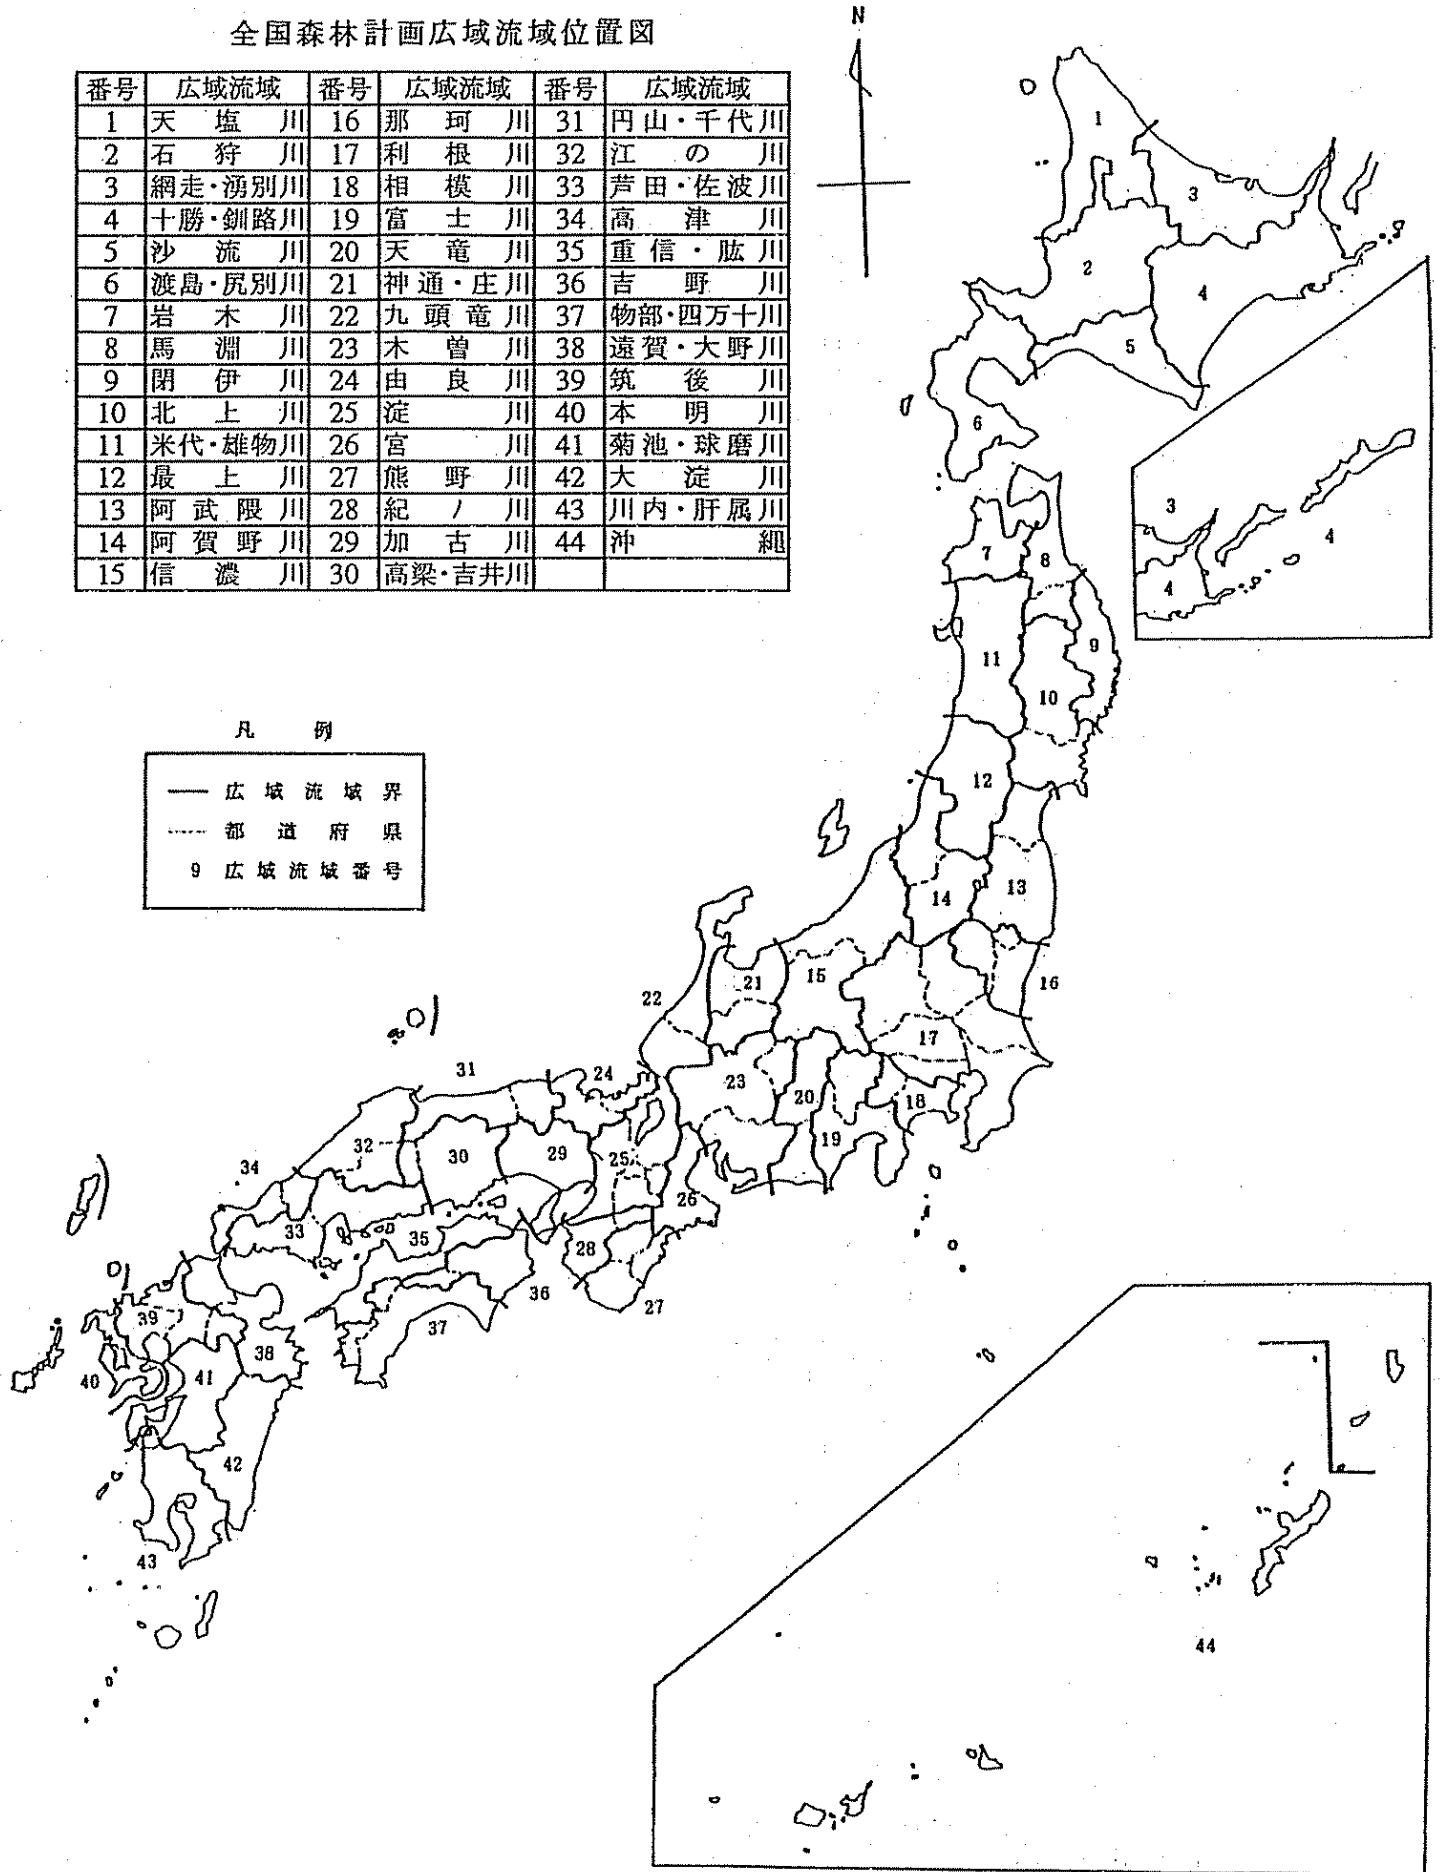 全国森林計画広域流域位置図
N
番号 広域流域 番号 広域流域 番号 広域流域
1 天塩川 16 那珂川 31 円山・千代川
2 石狩川 17 利根川 32 江の川
3 網走・湧別川 18 相模川 33 芦田・佐波川
4 十勝・釧路川 19 富士川 34 高津川
5 沙流川 20 天竜川 35 重信・肱川
6 渡島・尻別川 21 神通・庄川 36 吉野川
7 岩木川 22 九頭竜川 37 物部・四万十川
8 馬淵川 23 木曽川 38 遠賀・大野川
9 閉伊川 24 由良川 39 筑後川
10 北上川 25 淀川 40 本明川
11 米代・雄物川 26 宮川 41 菊池・球磨川
12 最上川 27 熊野川 42 大淀川
13 阿武隈川 28 紀ノ川 43 川内・肝属川
14 阿賀野川 29 加古川 44 沖縄
15 信濃川 30 高梁・吉井川
凡例
広域流域界
都道府県
9 広域流域番号
1
3
2
4
5
6
3
4
4
7
8
9
11
10
12
13
14
15
16
21
22
17
31
24
23
20
18
19
32
30
29
25
34
26
33
35
28
36
27
39
37
38
40
41
42
43
44